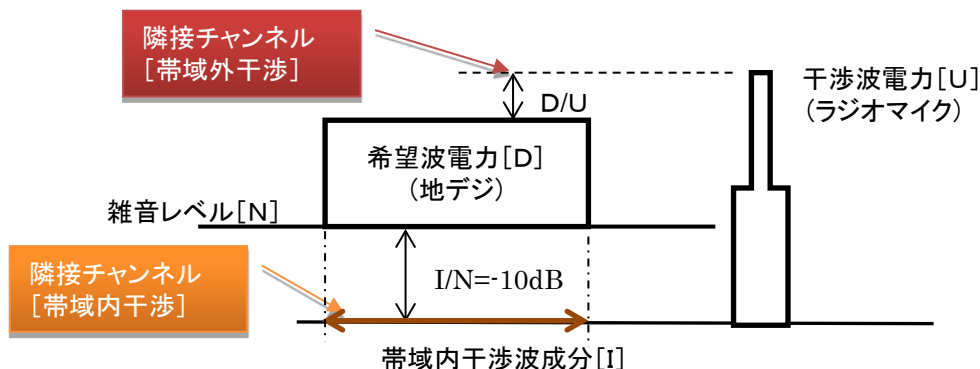 隣接チャンネル
[帯域外干渉]
D/U
干渉波電力[U]
(ラジオマイク)
希望波電力[D]
(地デジ)
雑音レベル[N]
隣接チャンネル
[帯域内干渉]
I/N=-10dB
帯域内干渉波成分[I]